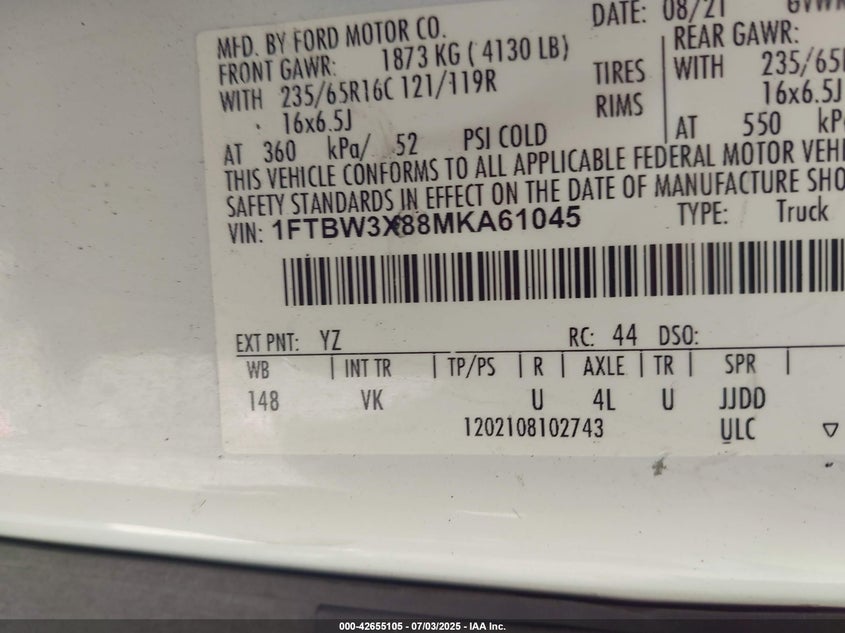 DATE: 08/21 GVWR
MFD. BY FORD MOTOR CO.
FRONT GAWR: 1873 KG ( 4130 LB) REAR GAWR:
WITH 235/65R16C 121/119R TIRES WITH 235/65R
16x6.5J RIMS 16x6.5J
AT 360 kPa/ 52 PSI COLD AT 550 kPa
THIS VEHICLE CONFORMS TO ALL APPLICABLE FEDERAL MOTOR VEHI
SAFETY STANDARDS IN EFFECT ON THE DATE OF MANUFACTURE SHO
VIN: 1FTBW3X88MKA61045 TYPE: Truck
EXT PNT: YZ RC: 44 DSO:
WB | INT TR | TP/PS | R | AXLE | TR | SPR |
148 VK U 4L U JJDD
1202108102743 ULC
000-42655105 - 07/03/2025 - IAA Inc.